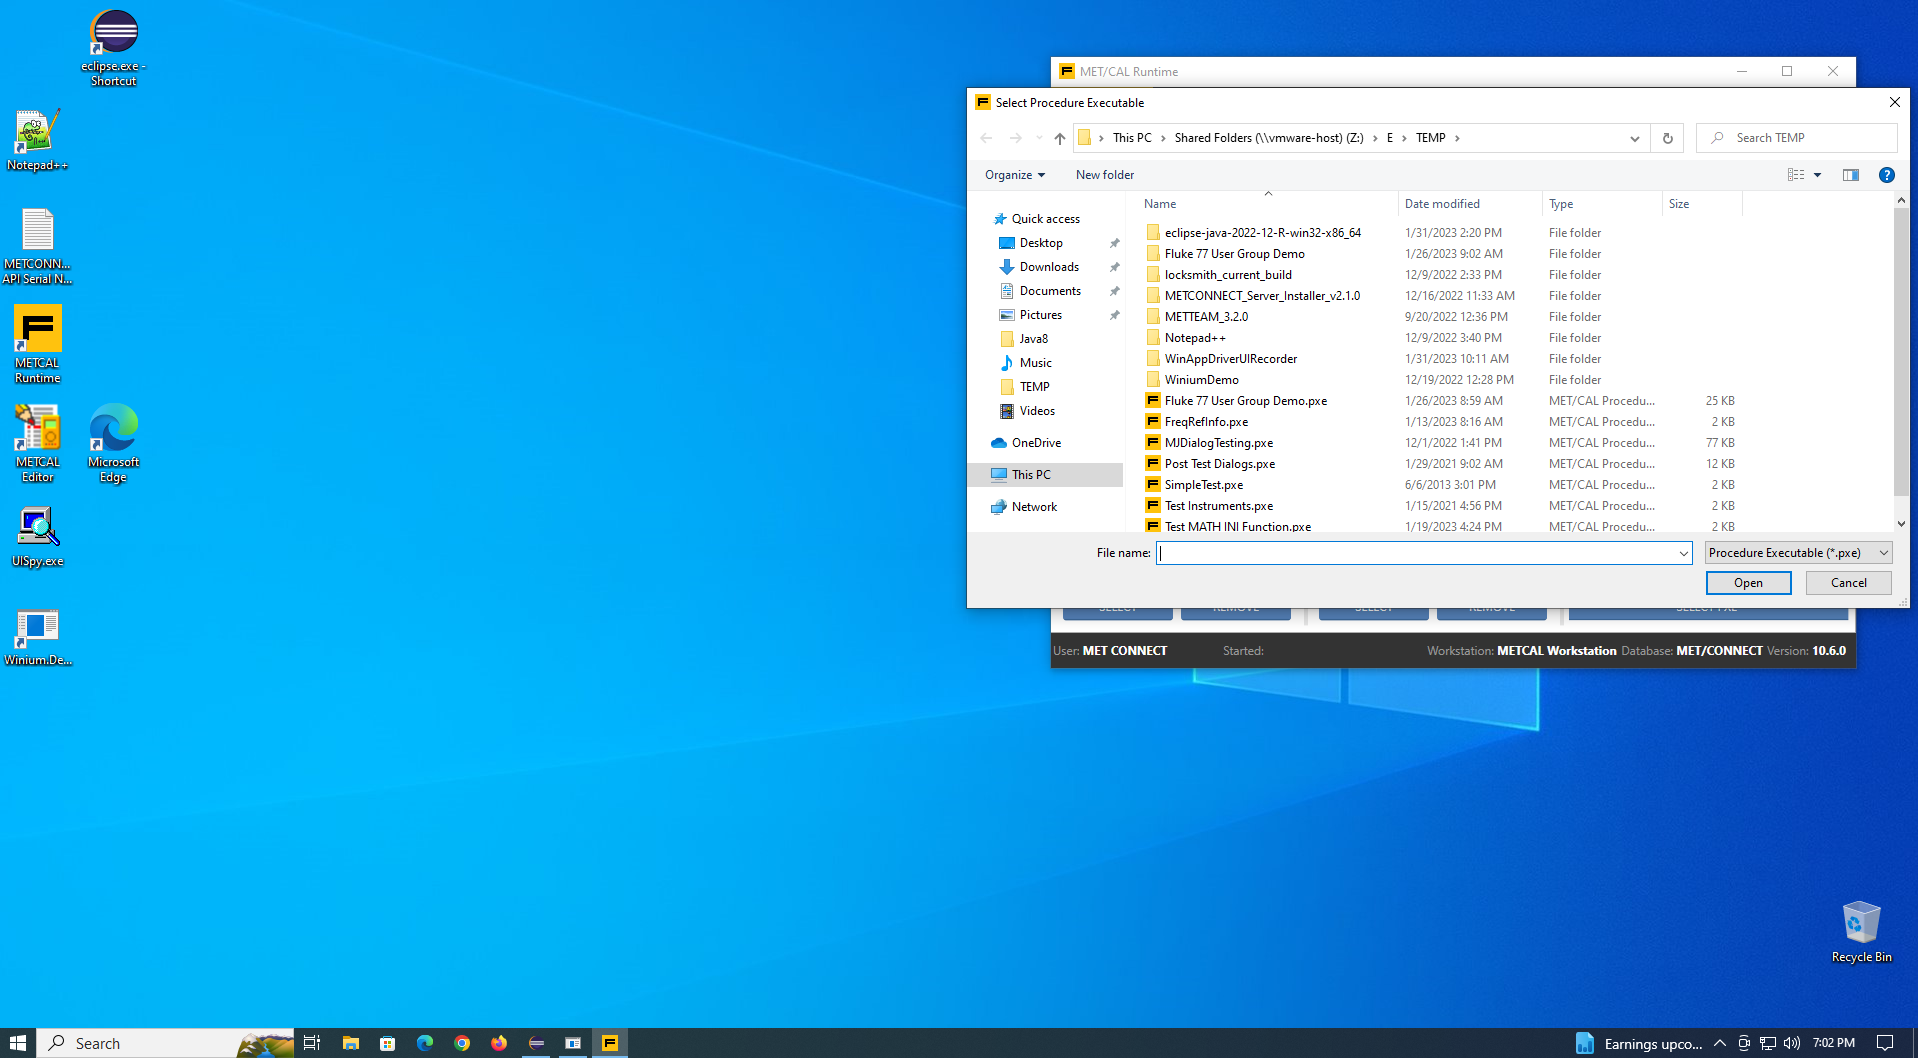 eclipse.exe -
Shortcut
Notepad++
METCONN...
API Serial N...
METCAL
Runtime
METCAL
Editor
Microsoft
Edge
UISpy.exe
Winium.De...
MET/CAL Runtime
Select Procedure Executable
This PC > Shared Folders (\\vmware-host) (Z:) > E > TEMP >
Search TEMP
Organize
New folder
Quick access
Desktop
Downloads
Documents
Pictures
Java8
Music
TEMP
Videos
OneDrive
This PC
Network
Name Date modified Type Size
eclipse-java-2022-12-R-win32-x86_64 1/31/2023 2:20 PM File folder
Fluke 77 User Group Demo 1/26/2023 9:02 AM File folder
locksmith_current_build 12/9/2022 2:33 PM File folder
METCONNECT_Server_Installer_v2.1.0 12/16/2022 11:33 AM File folder
METTEAM_3.2.0 9/20/2022 12:36 PM File folder
Notepad++ 12/9/2022 3:40 PM File folder
WinAppDriverUIRecorder 1/31/2023 10:11 AM File folder
WiniumDemo 12/19/2022 12:28 PM File folder
Fluke 77 User Group Demo.pxe 1/26/2023 8:59 AM MET/CAL Procedu... 25 KB
FreqRefInfo.pxe 1/13/2023 8:16 AM MET/CAL Procedu... 2 KB
MJDialogTesting.pxe 12/1/2022 1:41 PM MET/CAL Procedu... 77 KB
Post Test Dialogs.pxe 1/29/2021 9:02 AM MET/CAL Procedu... 12 KB
SimpleTest.pxe 6/6/2013 3:01 PM MET/CAL Procedu... 2 KB
Test Instruments.pxe 1/15/2021 4:56 PM MET/CAL Procedu... 2 KB
Test MATH INI Function.pxe 1/19/2023 4:24 PM MET/CAL Procedu... 2 KB
File name:
Procedure Executable (*.pxe)
Open
Cancel
SELECT REMOVE SELECT REMOVE SELECT PXE
User: MET CONNECT Started: Workstation: METCAL Workstation Database: MET/CONNECT Version: 10.6.0
Recycle Bin
Search
Earnings upco...
7:02 PM